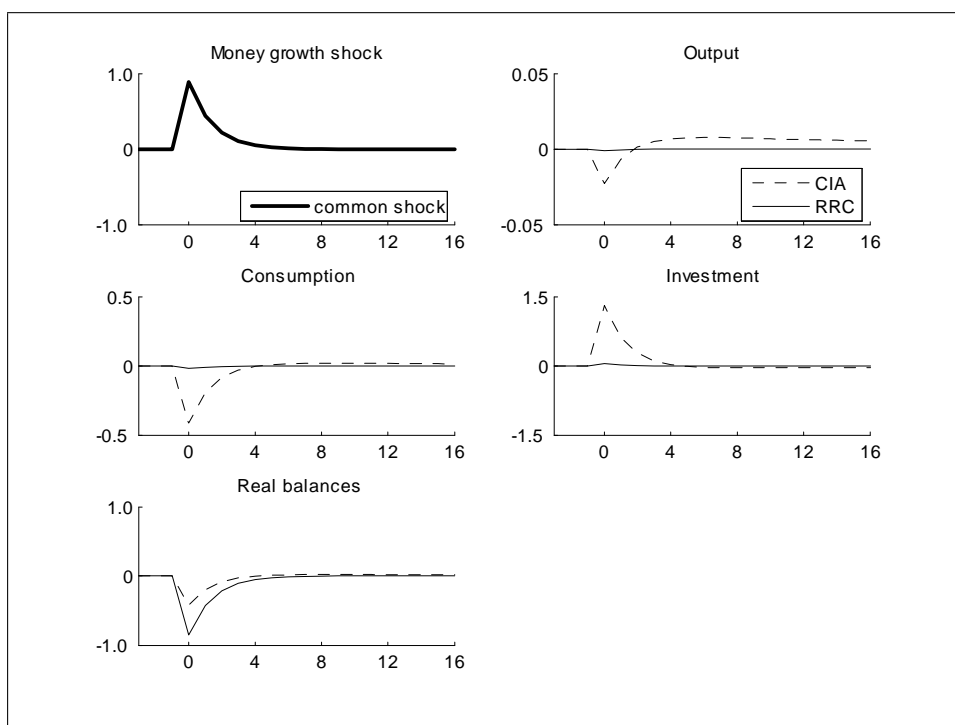 Money growth shock
1.0
0
-1.0
common shock
0 4 8 12 16
Output
0.05
0
-0.05
CIA
RRC
0 4 8 12 16
Consumption
0.5
0
-0.5
0 4 8 12 16
Investment
1.5
0
-1.5
0 4 8 12 16
Real balances
1.0
0
-1.0
0 4 8 12 16